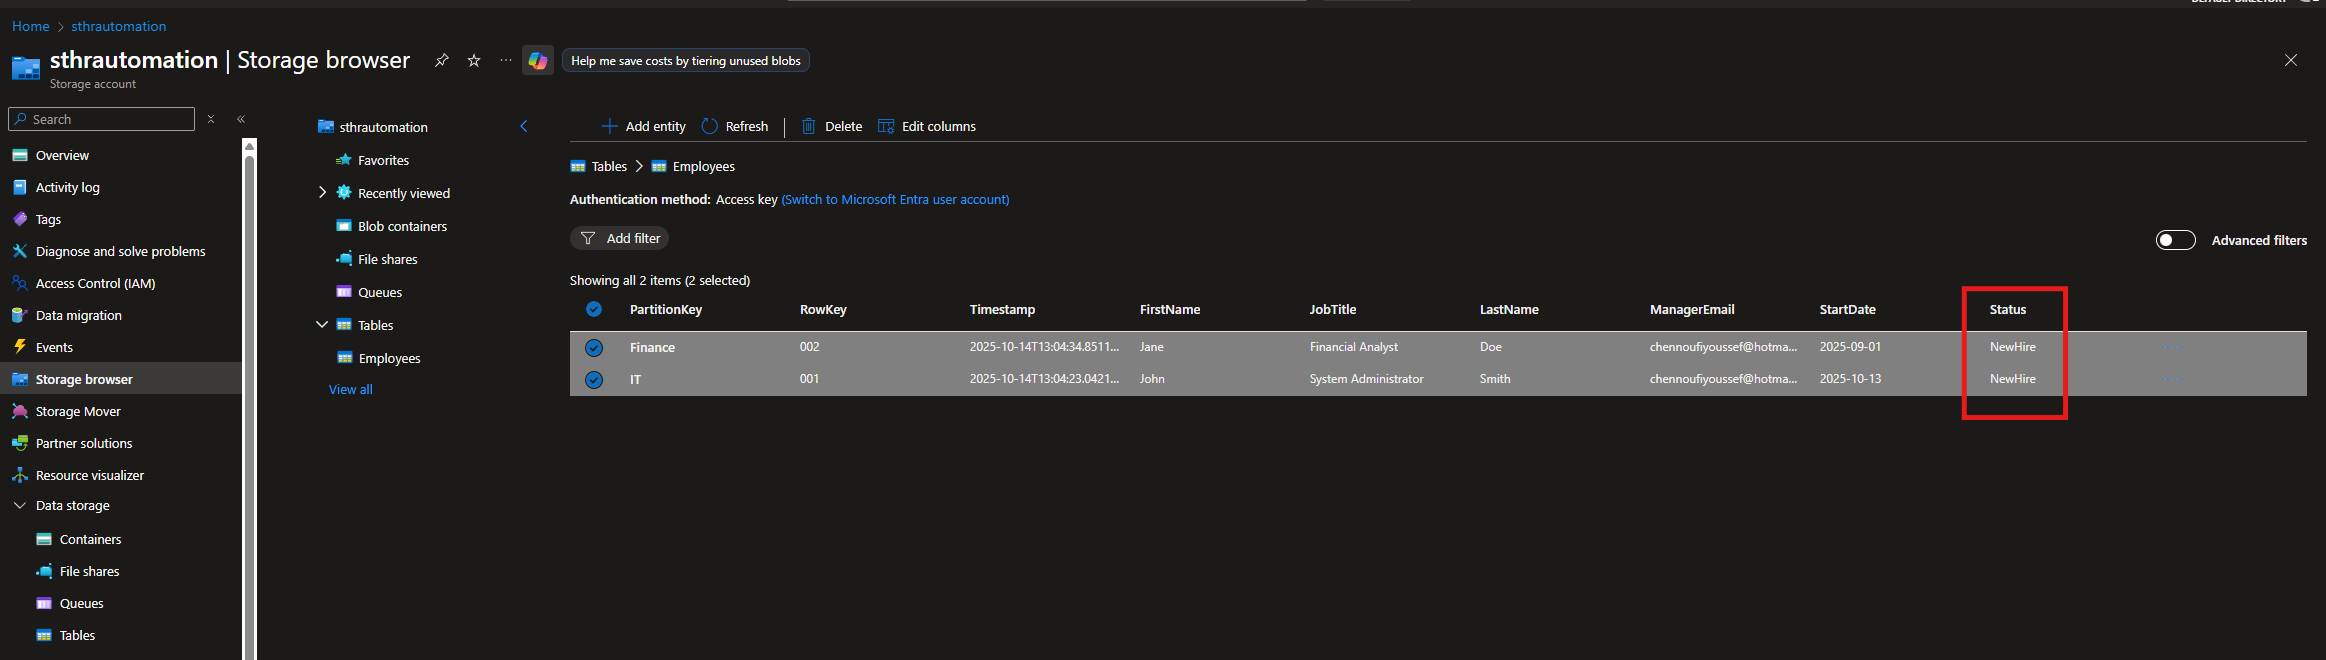 Home > sthrautomation
sthrautomation | Storage browser
Help me save costs by tiering unused blobs
Storage account
Search
Overview
Activity log
Tags
Diagnose and solve problems
Access Control (IAM)
Data migration
Events
Storage browser
Storage Mover
Partner solutions
Resource visualizer
Data storage
Containers
File shares
Queues
Tables
sthrautomation
Favorites
Recently viewed
Blob containers
File shares
Queues
Tables
Employees
View all
Add entity Refresh Delete Edit columns
Tables > Employees
Authentication method: Access key (Switch to Microsoft Entra user account)
Add filter
Advanced filters
Showing all 2 items (2 selected)
PartitionKey RowKey Timestamp FirstName JobTitle LastName ManagerEmail StartDate Status
Finance 002 2025-10-14T13:04:34.8511... Jane Financial Analyst Doe chennoufiyoussef@hotma... 2025-09-01 NewHire
IT 001 2025-10-14T13:04:23.0421... John System Administrator Smith chennoufiyoussef@hotma... 2025-10-13 NewHire